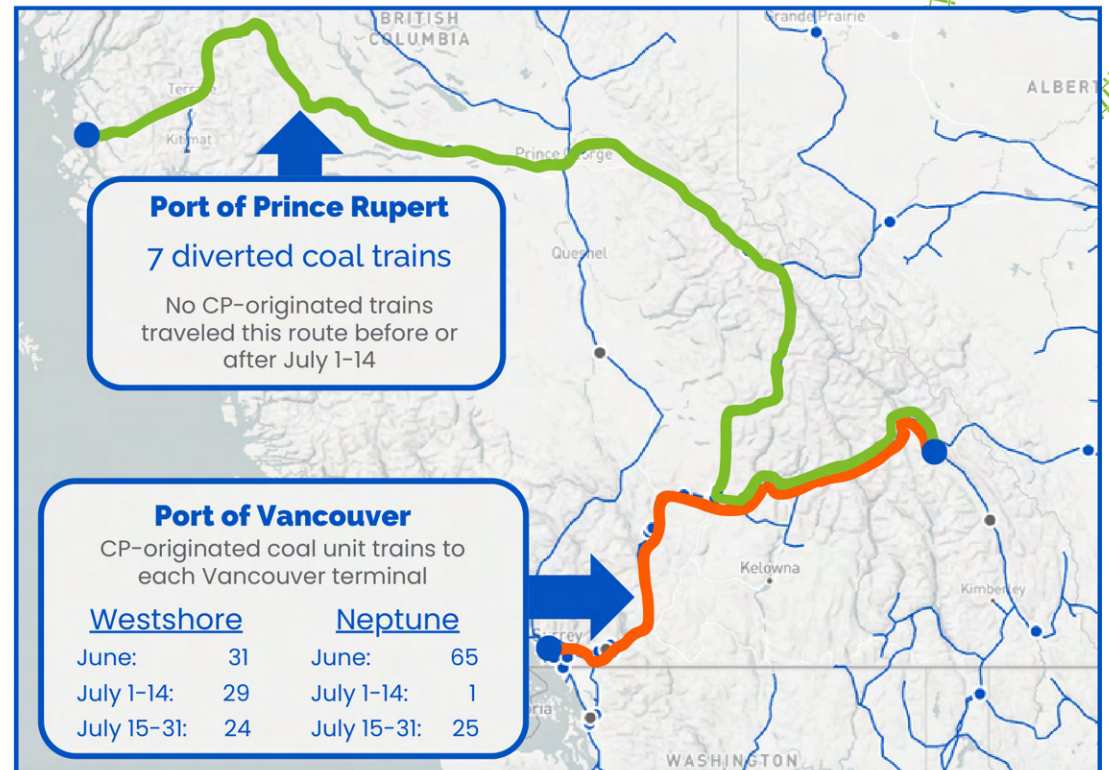 BRITISH
COLUMBIA
Grande Prairie
ALBERT
Terrace
Kitimat
Prince George
Port of Prince Rupert
7 diverted coal trains
No CP-originated trains
traveled this route before or
after July 1-14
Quesnel
Port of Vancouver
CP-originated coal unit trains to
each Vancouver terminal
Westshore Neptune
June: 31 June: 65
July 1-14: 29 July 1-14: 1
July 15-31: 24 July 15-31: 25
Kelowna
Kimberley
Surrey
ria
WASHINGTON